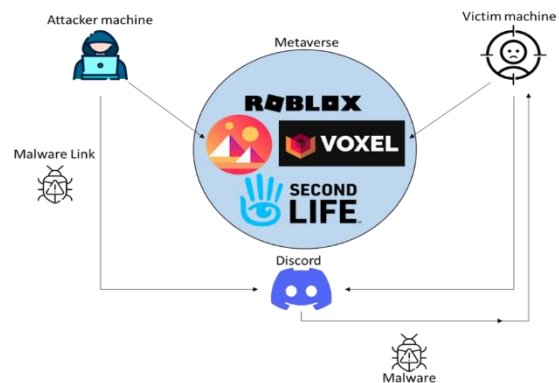 Attacker machine
Victim machine
Metaverse
ROBLOX
VOXEL
SECOND
LIFE
Malware Link
Discord
Malware